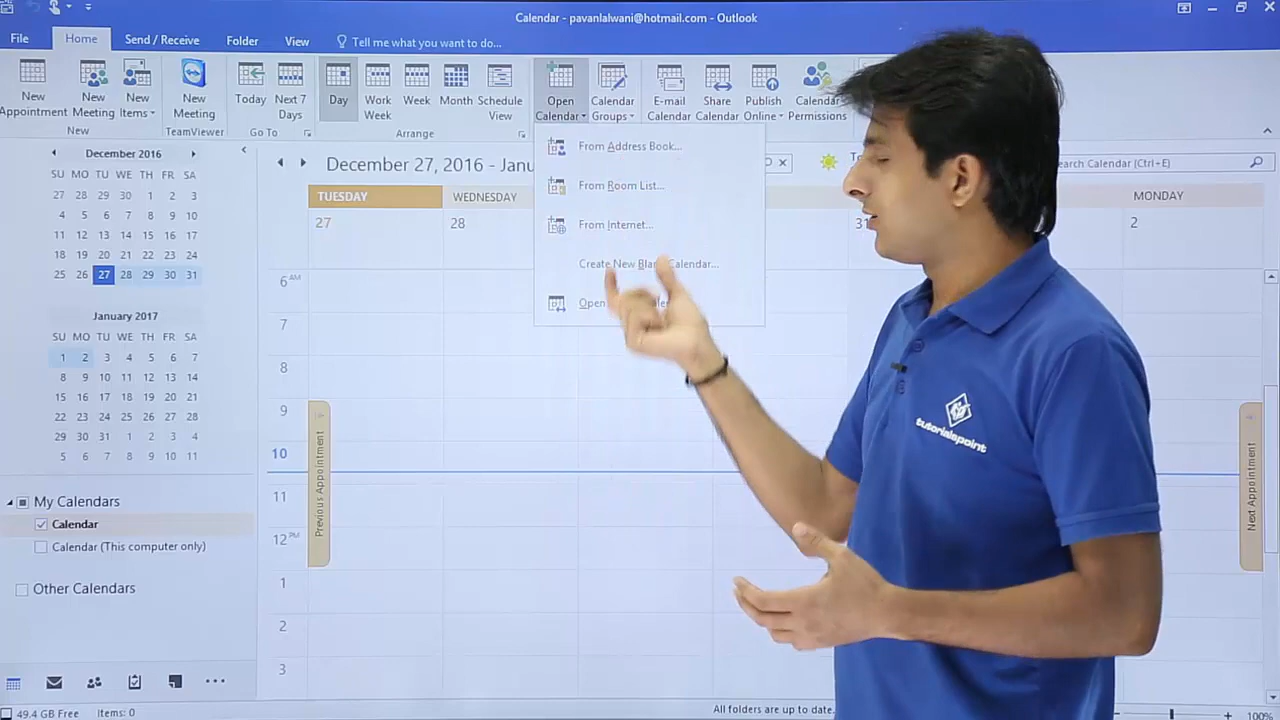 Calendar - pavanlalwani@hotmail.com - Outlook
File Home Send / Receive Folder View Tell me what you want to do...
New Appointment
New Meeting
New Items
New Meeting
Today
Next 7 Days
Day
Work Week
Week
Month
Schedule View
Open Calendar
Calendar Groups
E-mail Calendar
Share Calendar
Publish Online
Calendar Permissions
New TeamViewer Go To Arrange
From Address Book...
From Room List...
From Internet...
Create New Calendar...
Open
December 2016
SU MO TU WE TH FR SA
27 28 29 30 1 2 3
4 5 6 7 8 9 10
11 12 13 14 15 16 17
18 19 20 21 22 23 24
25 26 27 28 29 30 31
January 2017
SU MO TU WE TH FR SA
1 2 3 4 5 6 7
8 9 10 11 12 13 14
15 16 17 18 19 20 21
22 23 24 25 26 27 28
29 30 31 1 2 3 4
5 6 7 8 9 10 11
My Calendars
Calendar
Calendar (This computer only)
Other Calendars
December 27, 2016 -
Calendar (Ctrl+E)
TUESDAY WEDNESDAY MONDAY
27 28 31 2
6 AM
7
8
9
10
11
12 PM
1
2
3
Previous Appointment
Next Appointment
tutorialspoint
49.4 GB Free Items: 0 All folders are up to date. 100%